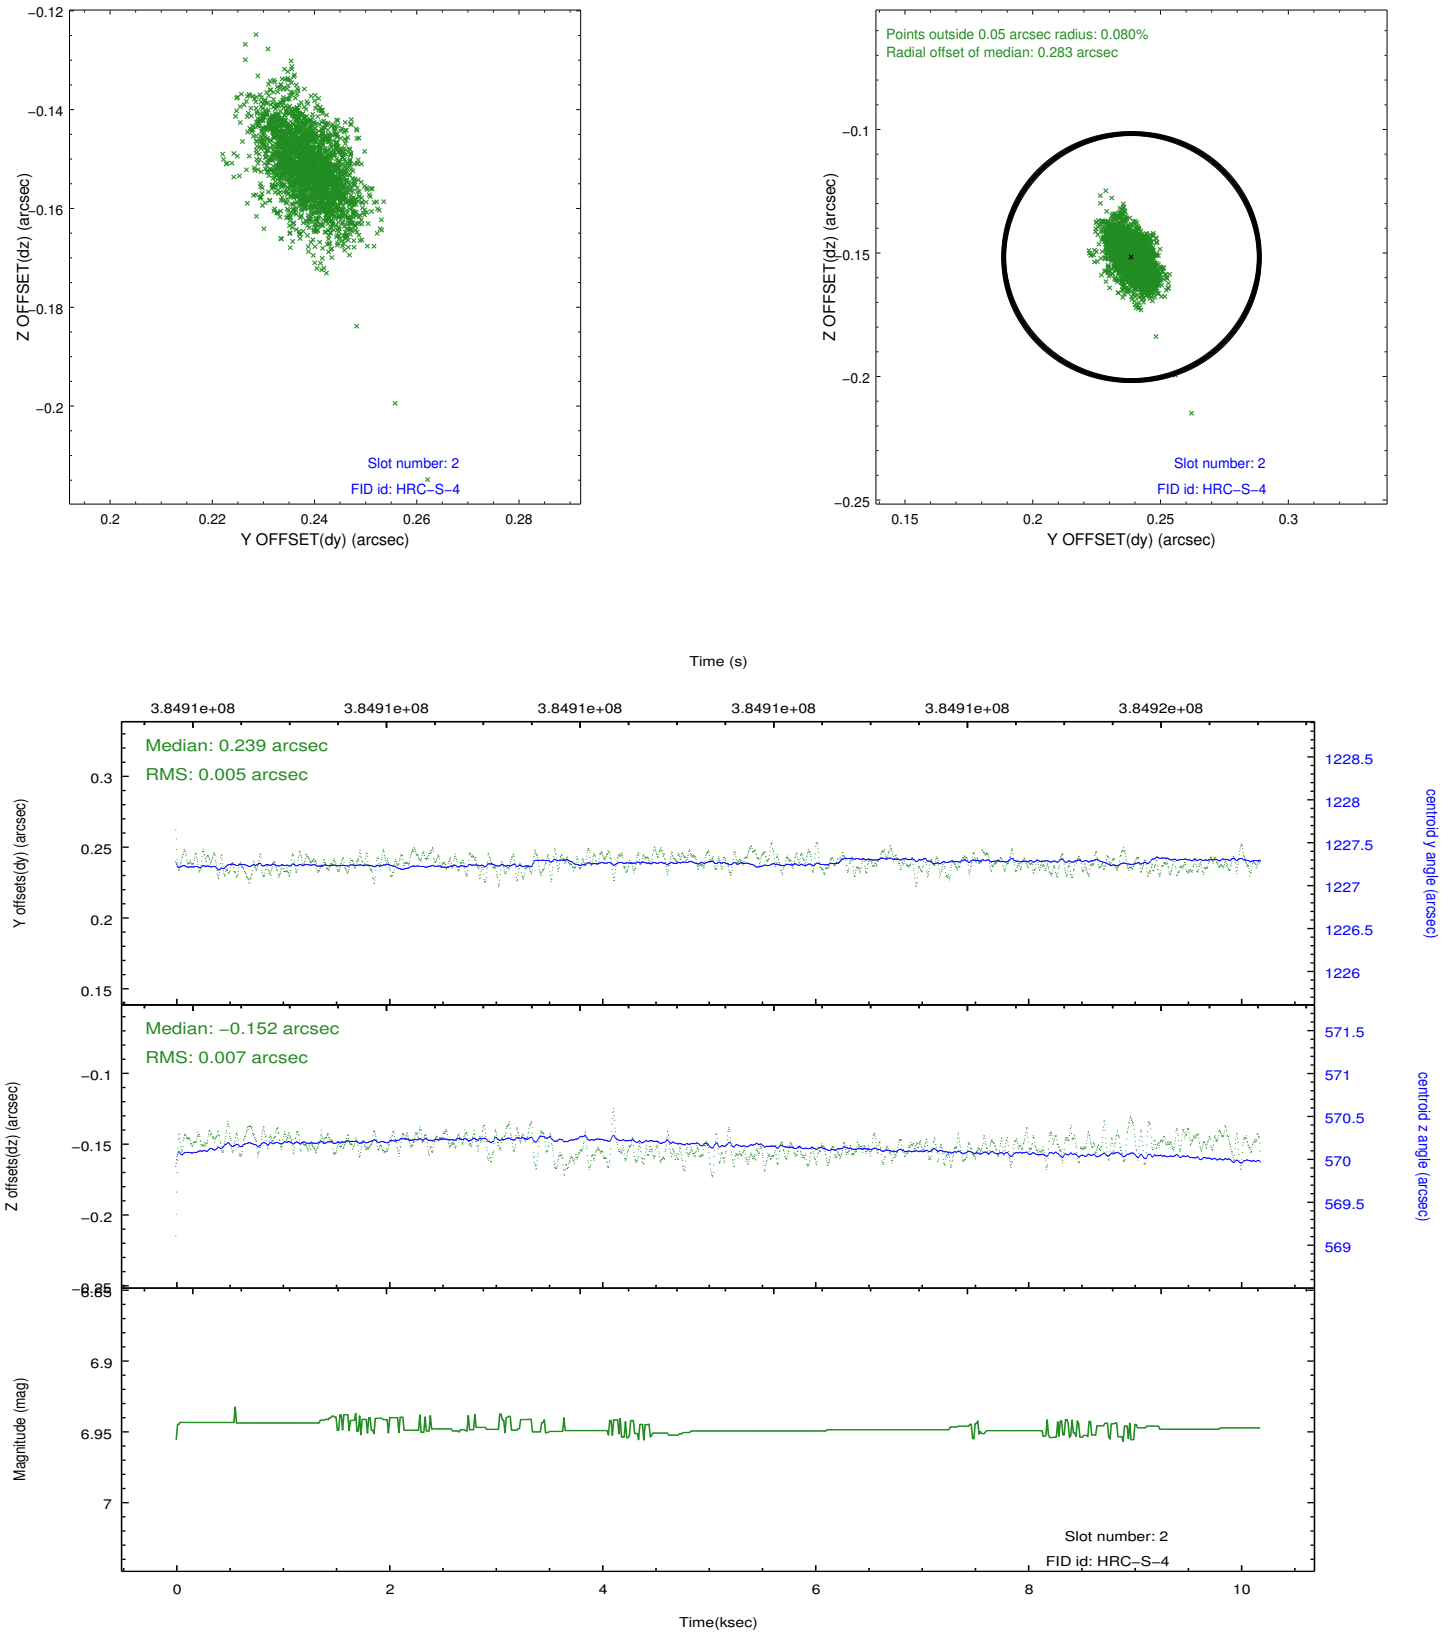 −0.12
−0.14
−0.16
−0.18
−0.2
Z OFFSET(dz) (arcsec)
Slot number: 2
FID id: HRC−S−4
0.2 0.22 0.24 0.26 0.28
Y OFFSET(dy) (arcsec)
Points outside 0.05 arcsec radius: 0.080%
Radial offset of median: 0.283 arcsec
−0.1
−0.15
−0.2
−0.25
Z OFFSET(dz) (arcsec)
Slot number: 2
FID id: HRC−S−4
0.15 0.2 0.25 0.3
Y OFFSET(dy) (arcsec)
Time (s)
3.8491e+08 3.8491e+08 3.8491e+08 3.8491e+08 3.8491e+08 3.8492e+08
Median: 0.239 arcsec
RMS: 0.005 arcsec
0.3
0.25
0.2
0.15
Y offsets(dy) (arcsec)
1228.5
1228
1227.5
1227
1226.5
1226
centroid y angle (arcsec)
Median: −0.152 arcsec
RMS: 0.007 arcsec
−0.1
−0.15
−0.2
−0.25
Z offsets(dz) (arcsec)
571.5
571
570.5
570
569.5
569
centroid z angle (arcsec)
6.85
6.9
6.95
7
Magnitude (mag)
Slot number: 2
FID id: HRC−S−4
0 2 4 6 8 10
Time(ksec)